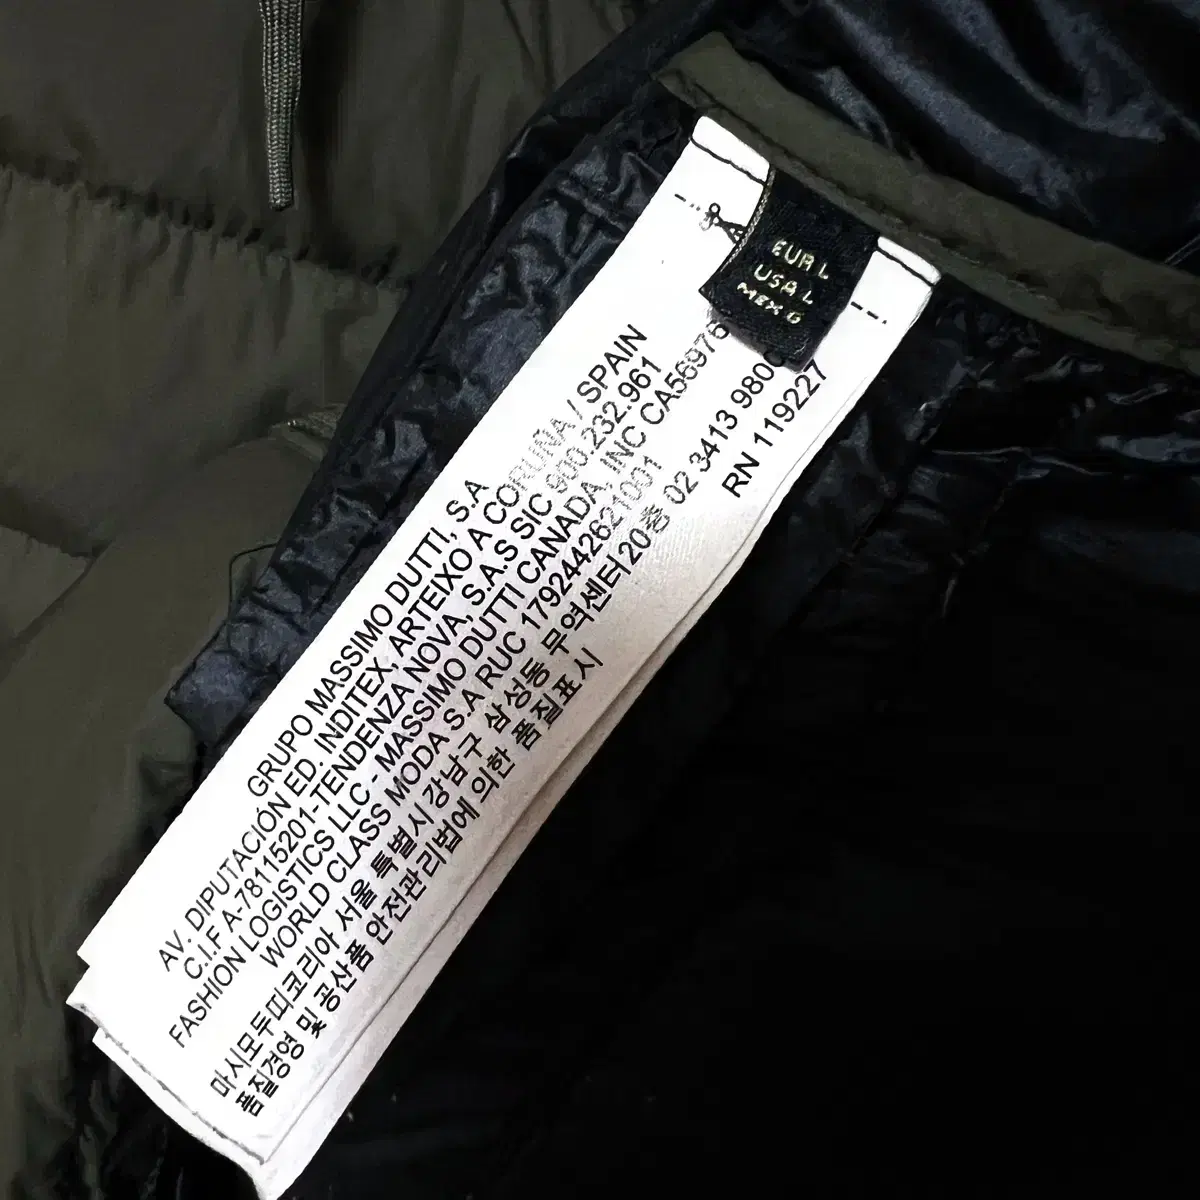 EUR L
USA L
MEX G
GRUPO MASSIMO DUTTI, S.A
AV. DIPUTACIÓN ED. INDITEX, ARTEIXO A CORUÑA / SPAIN
C.I.F A-78115201-TENDENZA NOVA, S.A.S SIC 900.232.961
FASHION LOGISTICS LLC - MASSIMO DUTTI CANADA, INC CA56976
WORLD CLASS MODA S.A RUC 1792442621001
마시모두띠코리아 서울 특별시 강남구 삼성동 무역센터 20층 02 3413 980
품질경영 및 공산품 안전관리법에 의한 품질표시
RN 119227